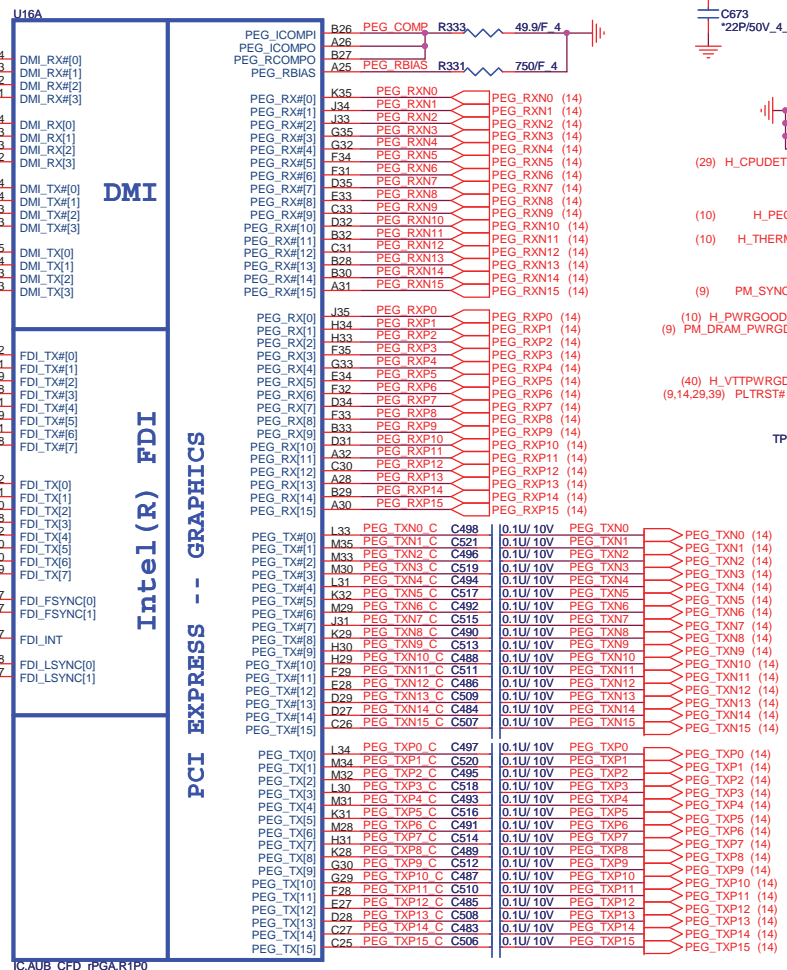 U16A
DMI_RX#[0]
DMI_RX#[1]
DMI_RX#[2]
DMI_RX#[3]
DMI_RX[0]
DMI_RX[1]
DMI_RX[2]
DMI_RX[3]
DMI_TX#[0]
DMI_TX#[1]
DMI_TX#[2]
DMI_TX#[3]
DMI_TX[0]
DMI_TX[1]
DMI_TX[2]
DMI_TX[3]
DMI
FDI_TX#[0]
FDI_TX#[1]
FDI_TX#[2]
FDI_TX#[3]
FDI_TX#[4]
FDI_TX#[5]
FDI_TX#[6]
FDI_TX#[7]
FDI_TX[0]
FDI_TX[1]
FDI_TX[2]
FDI_TX[3]
FDI_TX[4]
FDI_TX[5]
FDI_TX[6]
FDI_TX[7]
FDI_FSYNC[0]
FDI_FSYNC[1]
FDI_INT
FDI_LSYNC[0]
FDI_LSYNC[1]
Intel(R) FDI
PCI EXPRESS -- GRAPHICS
PEG_ICOMPI B26 PEG_COMP R333 49.9/F_4
PEG_ICOMPO A26
PEG_RCOMPO B27
PEG_RBIAS A25 PEG_RBIAS R331 750/F_4
PEG_RX#[0] K35 PEG_RXN0 PEG_RXN0 (14)
PEG_RX#[1] J34 PEG_RXN1 PEG_RXN1 (14)
PEG_RX#[2] J33 PEG_RXN2 PEG_RXN2 (14)
PEG_RX#[3] G35 PEG_RXN3 PEG_RXN3 (14)
PEG_RX#[4] G32 PEG_RXN4 PEG_RXN4 (14)
PEG_RX#[5] F34 PEG_RXN5 PEG_RXN5 (14)
PEG_RX#[6] F31 PEG_RXN6 PEG_RXN6 (14)
PEG_RX#[7] D35 PEG_RXN7 PEG_RXN7 (14)
PEG_RX#[8] E33 PEG_RXN8 PEG_RXN8 (14)
PEG_RX#[9] C33 PEG_RXN9 PEG_RXN9 (14)
PEG_RX#[10] D32 PEG_RXN10 PEG_RXN10 (14)
PEG_RX#[11] B32 PEG_RXN11 PEG_RXN11 (14)
PEG_RX#[12] C31 PEG_RXN12 PEG_RXN12 (14)
PEG_RX#[13] B28 PEG_RXN13 PEG_RXN13 (14)
PEG_RX#[14] B30 PEG_RXN14 PEG_RXN14 (14)
PEG_RX#[15] A31 PEG_RXN15 PEG_RXN15 (14)
PEG_RX[0] J35 PEG_RXP0 PEG_RXP0 (14)
PEG_RX[1] H34 PEG_RXP1 PEG_RXP1 (14)
PEG_RX[2] H33 PEG_RXP2 PEG_RXP2 (14)
PEG_RX[3] F35 PEG_RXP3 PEG_RXP3 (14)
PEG_RX[4] G33 PEG_RXP4 PEG_RXP4 (14)
PEG_RX[5] E34 PEG_RXP5 PEG_RXP5 (14)
PEG_RX[6] F32 PEG_RXP6 PEG_RXP6 (14)
PEG_RX[7] D34 PEG_RXP7 PEG_RXP7 (14)
PEG_RX[8] F33 PEG_RXP8 PEG_RXP8 (14)
PEG_RX[9] B33 PEG_RXP9 PEG_RXP9 (14)
PEG_RX[10] D31 PEG_RXP10 PEG_RXP10 (14)
PEG_RX[11] A32 PEG_RXP11 PEG_RXP11 (14)
PEG_RX[12] C30 PEG_RXP12 PEG_RXP12 (14)
PEG_RX[13] A28 PEG_RXP13 PEG_RXP13 (14)
PEG_RX[14] B29 PEG_RXP14 PEG_RXP14 (14)
PEG_RX[15] A30 PEG_RXP15 PEG_RXP15 (14)
PEG_TX#[0] L33 PEG_TXN0_C C498 0.1U/10V PEG_TXN0 PEG_TXN0 (14)
PEG_TX#[1] M35 PEG_TXN1_C C521 0.1U/10V PEG_TXN1 PEG_TXN1 (14)
PEG_TX#[2] M33 PEG_TXN2_C C496 0.1U/10V PEG_TXN2 PEG_TXN2 (14)
PEG_TX#[3] M30 PEG_TXN3_C C519 0.1U/10V PEG_TXN3 PEG_TXN3 (14)
PEG_TX#[4] L31 PEG_TXN4_C C494 0.1U/10V PEG_TXN4 PEG_TXN4 (14)
PEG_TX#[5] K32 PEG_TXN5_C C517 0.1U/10V PEG_TXN5 PEG_TXN5 (14)
PEG_TX#[6] M29 PEG_TXN6_C C492 0.1U/10V PEG_TXN6 PEG_TXN6 (14)
PEG_TX#[7] J31 PEG_TXN7_C C515 0.1U/10V PEG_TXN7 PEG_TXN7 (14)
PEG_TX#[8] K29 PEG_TXN8_C C490 0.1U/10V PEG_TXN8 PEG_TXN8 (14)
PEG_TX#[9] H30 PEG_TXN9_C C513 0.1U/10V PEG_TXN9 PEG_TXN9 (14)
PEG_TX#[10] H29 PEG_TXN10_C C488 0.1U/10V PEG_TXN10 PEG_TXN10 (14)
PEG_TX#[11] F29 PEG_TXN11_C C511 0.1U/10V PEG_TXN11 PEG_TXN11 (14)
PEG_TX#[12] E28 PEG_TXN12_C C486 0.1U/10V PEG_TXN12 PEG_TXN12 (14)
PEG_TX#[13] D29 PEG_TXN13_C C509 0.1U/10V PEG_TXN13 PEG_TXN13 (14)
PEG_TX#[14] D27 PEG_TXN14_C C484 0.1U/10V PEG_TXN14 PEG_TXN14 (14)
PEG_TX#[15] C26 PEG_TXN15_C C507 0.1U/10V PEG_TXN15 PEG_TXN15 (14)
PEG_TX[0] L34 PEG_TXP0_C C497 0.1U/10V PEG_TXP0 PEG_TXP0 (14)
PEG_TX[1] M34 PEG_TXP1_C C520 0.1U/10V PEG_TXP1 PEG_TXP1 (14)
PEG_TX[2] M32 PEG_TXP2_C C495 0.1U/10V PEG_TXP2 PEG_TXP2 (14)
PEG_TX[3] L30 PEG_TXP3_C C518 0.1U/10V PEG_TXP3 PEG_TXP3 (14)
PEG_TX[4] M31 PEG_TXP4_C C493 0.1U/10V PEG_TXP4 PEG_TXP4 (14)
PEG_TX[5] K31 PEG_TXP5_C C516 0.1U/10V PEG_TXP5 PEG_TXP5 (14)
PEG_TX[6] M28 PEG_TXP6_C C491 0.1U/10V PEG_TXP6 PEG_TXP6 (14)
PEG_TX[7] H31 PEG_TXP7_C C514 0.1U/10V PEG_TXP7 PEG_TXP7 (14)
PEG_TX[8] K28 PEG_TXP8_C C489 0.1U/10V PEG_TXP8 PEG_TXP8 (14)
PEG_TX[9] G30 PEG_TXP9_C C512 0.1U/10V PEG_TXP9 PEG_TXP9 (14)
PEG_TX[10] G29 PEG_TXP10_C C487 0.1U/10V PEG_TXP10 PEG_TXP10 (14)
PEG_TX[11] F28 PEG_TXP11_C C510 0.1U/10V PEG_TXP11 PEG_TXP11 (14)
PEG_TX[12] E27 PEG_TXP12_C C485 0.1U/10V PEG_TXP12 PEG_TXP12 (14)
PEG_TX[13] D28 PEG_TXP13_C C508 0.1U/10V PEG_TXP13 PEG_TXP13 (14)
PEG_TX[14] C27 PEG_TXP14_C C483 0.1U/10V PEG_TXP14 PEG_TXP14 (14)
PEG_TX[15] C25 PEG_TXP15_C C506 0.1U/10V PEG_TXP15 PEG_TXP15 (14)
IC,AUB_CFD_rPGA,R1P0
C673
*22P/50V_4
(29) H_CPUDET
(10) H_PEC
(10) H_THERM
(9) PM_SYNC
(10) H_PWRGOOD
(9) PM_DRAM_PWRGD
(40) H_VTTPWRGD
(9,14,29,39) PLTRST#
TP